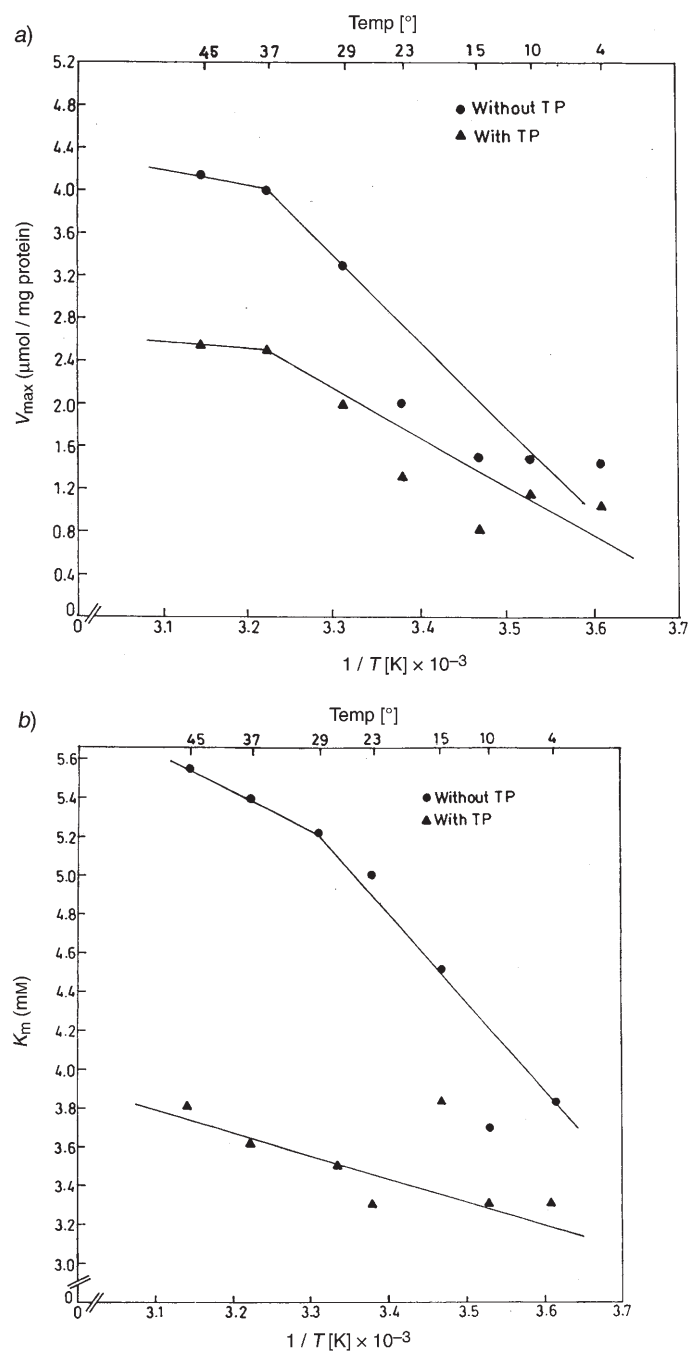 a)
Temp [°]
45 37 29 23 15 10 4
5.2
4.8
4.4
4.0
3.6
3.2
2.8
2.4
2.0
1.6
1.2
0.8
0.4
0
Without TP
With TP
Vmax (μmol / mg protein)
0 3.1 3.2 3.3 3.4 3.5 3.6 3.7
1 / T [K] × 10–3
b)
Temp [°]
45 37 29 23 15 10 4
5.6
5.4
5.2
5.0
4.8
4.6
4.4
4.2
4.0
3.8
3.6
3.4
3.2
3.0
0
Without TP
With TP
Km (mM)
0 3.1 3.2 3.3 3.4 3.5 3.6 3.7
1 / T [K] × 10–3